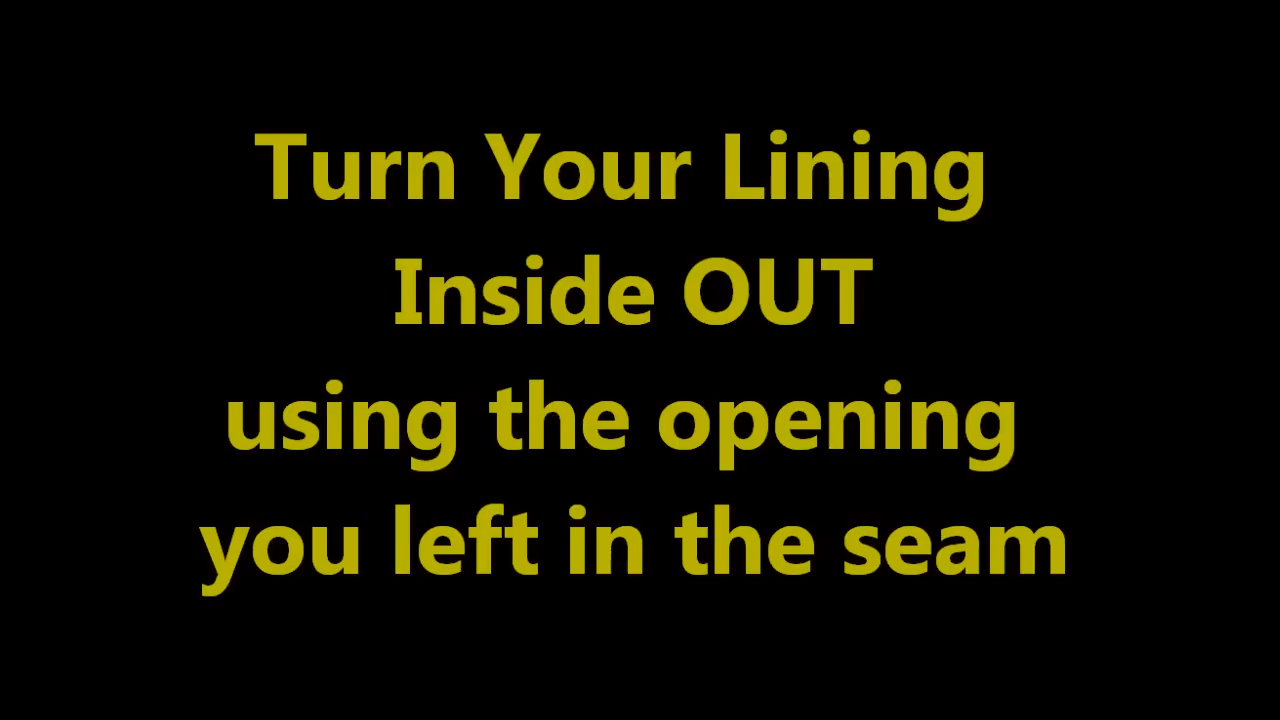 Turn Your Lining
Inside OUT
using the opening
you left in the seam